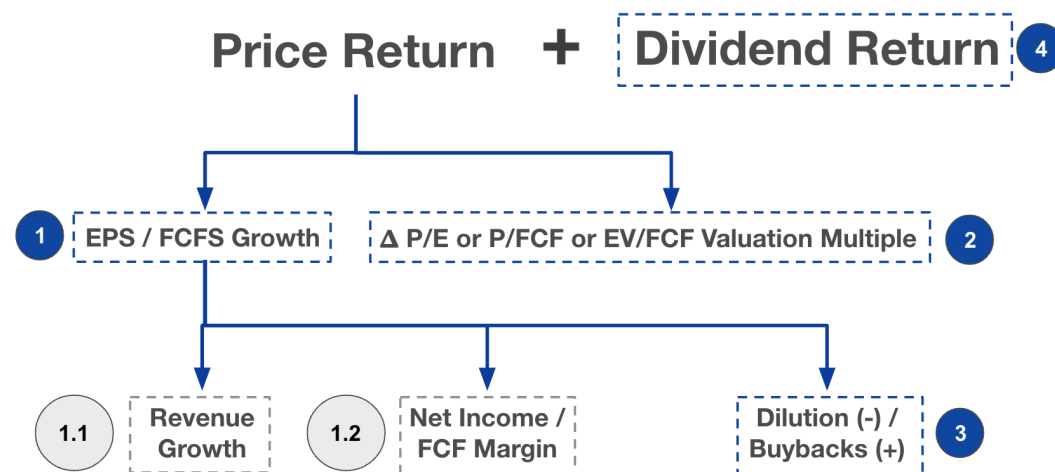 Price Return + Dividend Return 4
1 EPS / FCFS Growth Δ P/E or P/FCF or EV/FCF Valuation Multiple 2
1.1 Revenue
Growth
1.2 Net Income /
FCF Margin
Dilution (-) /
Buybacks (+) 3